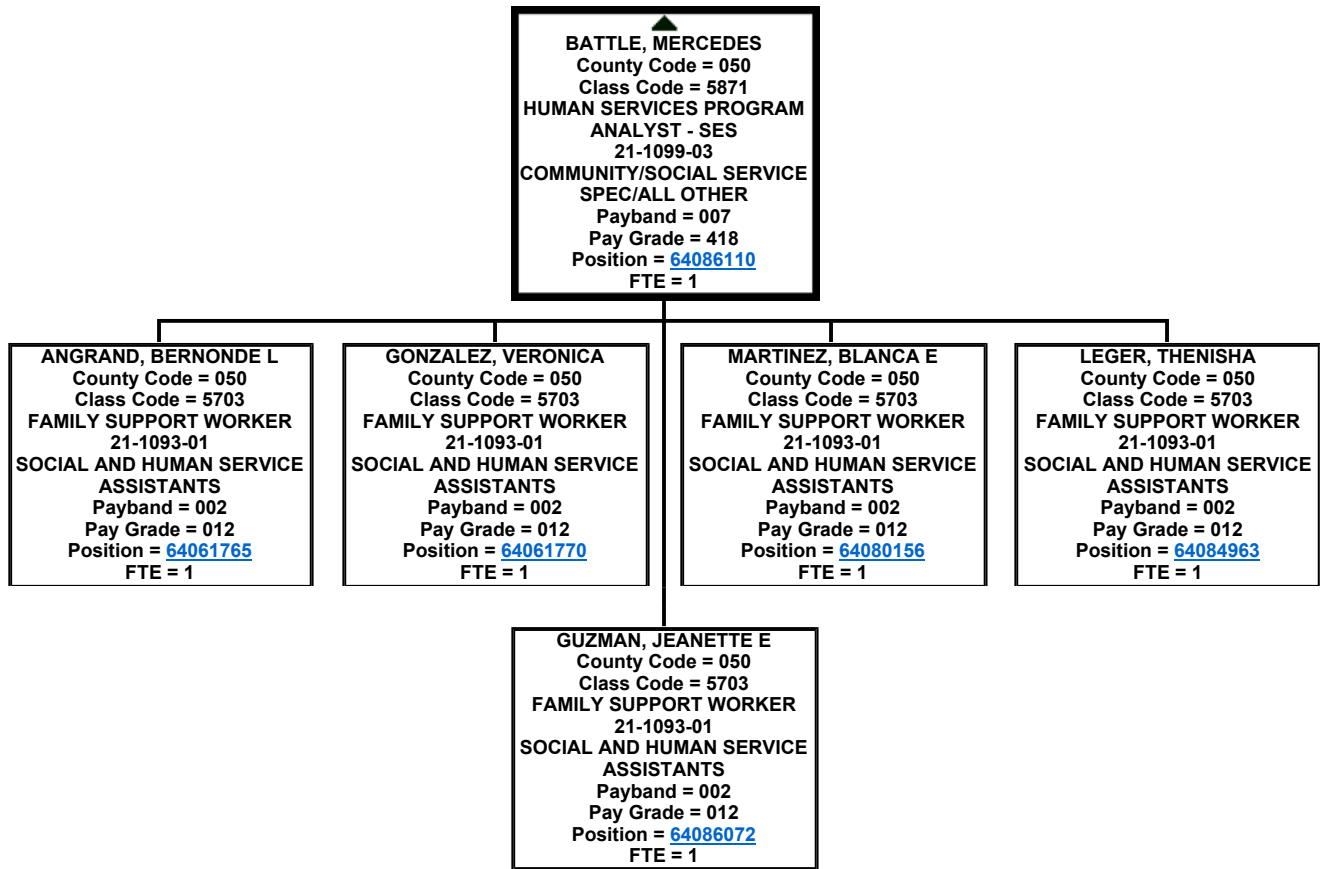 BATTLE, MERCEDES
County Code = 050
Class Code = 5871
HUMAN SERVICES PROGRAM
ANALYST - SES
21-1099-03
COMMUNITY/SOCIAL SERVICE
SPEC/ALL OTHER
Payband = 007
Pay Grade = 418
Position = 64086110
FTE = 1
ANGRAND, BERNONDE L
County Code = 050
Class Code = 5703
FAMILY SUPPORT WORKER
21-1093-01
SOCIAL AND HUMAN SERVICE
ASSISTANTS
Payband = 002
Pay Grade = 012
Position = 64061765
FTE = 1
GONZALEZ, VERONICA
County Code = 050
Class Code = 5703
FAMILY SUPPORT WORKER
21-1093-01
SOCIAL AND HUMAN SERVICE
ASSISTANTS
Payband = 002
Pay Grade = 012
Position = 64061770
FTE = 1
MARTINEZ, BLANCA E
County Code = 050
Class Code = 5703
FAMILY SUPPORT WORKER
21-1093-01
SOCIAL AND HUMAN SERVICE
ASSISTANTS
Payband = 002
Pay Grade = 012
Position = 64080156
FTE = 1
LEGER, THENISHA
County Code = 050
Class Code = 5703
FAMILY SUPPORT WORKER
21-1093-01
SOCIAL AND HUMAN SERVICE
ASSISTANTS
Payband = 002
Pay Grade = 012
Position = 64084963
FTE = 1
GUZMAN, JEANETTE E
County Code = 050
Class Code = 5703
FAMILY SUPPORT WORKER
21-1093-01
SOCIAL AND HUMAN SERVICE
ASSISTANTS
Payband = 002
Pay Grade = 012
Position = 64086072
FTE = 1